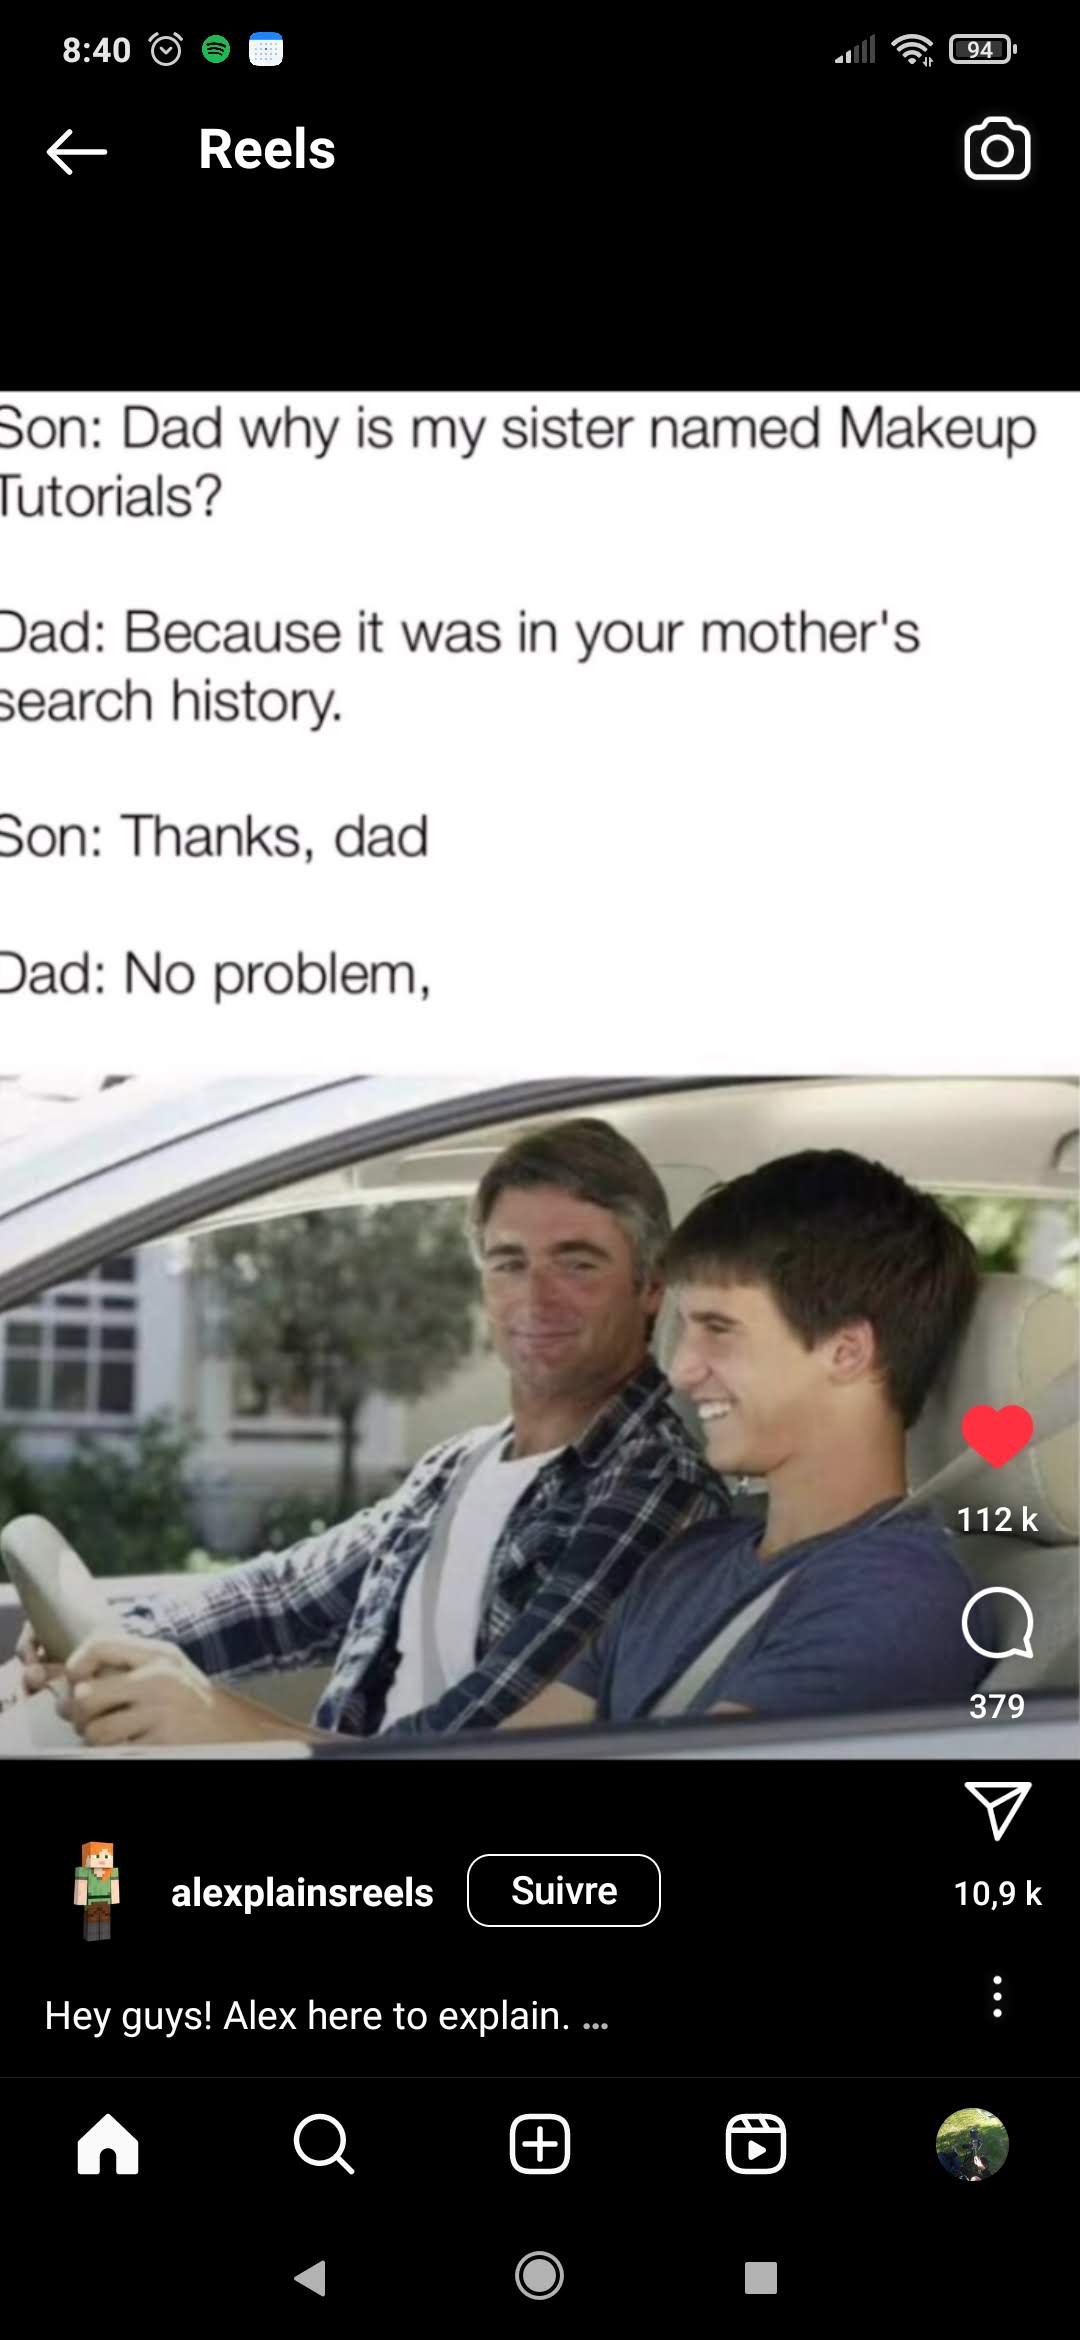 8:40
94
Reels
Son: Dad why is my sister named Makeup
Tutorials?
Dad: Because it was in your mother's
search history.
Son: Thanks, dad
Dad: No problem,
112 k
379
10,9 k
alexplainsreels
Suivre
Hey guys! Alex here to explain. ...